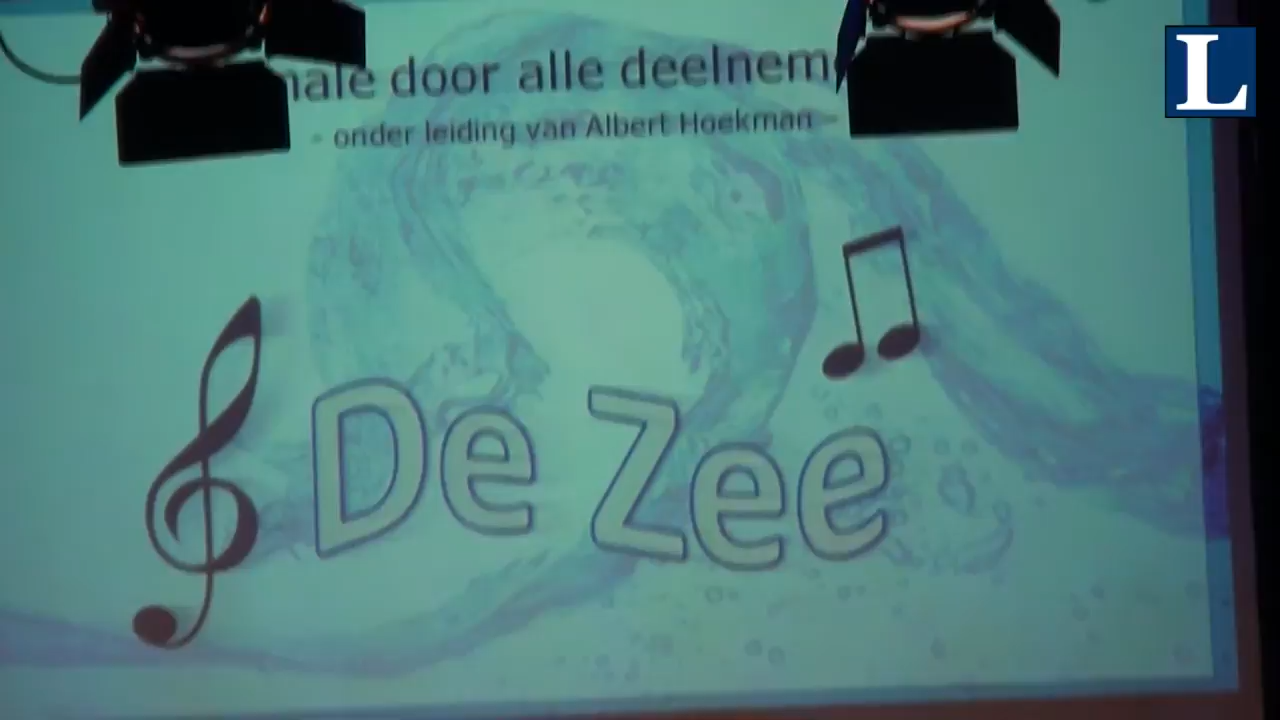 nale door alle deelnem
- onder leiding van Albert Hoekman -
De Zee
L